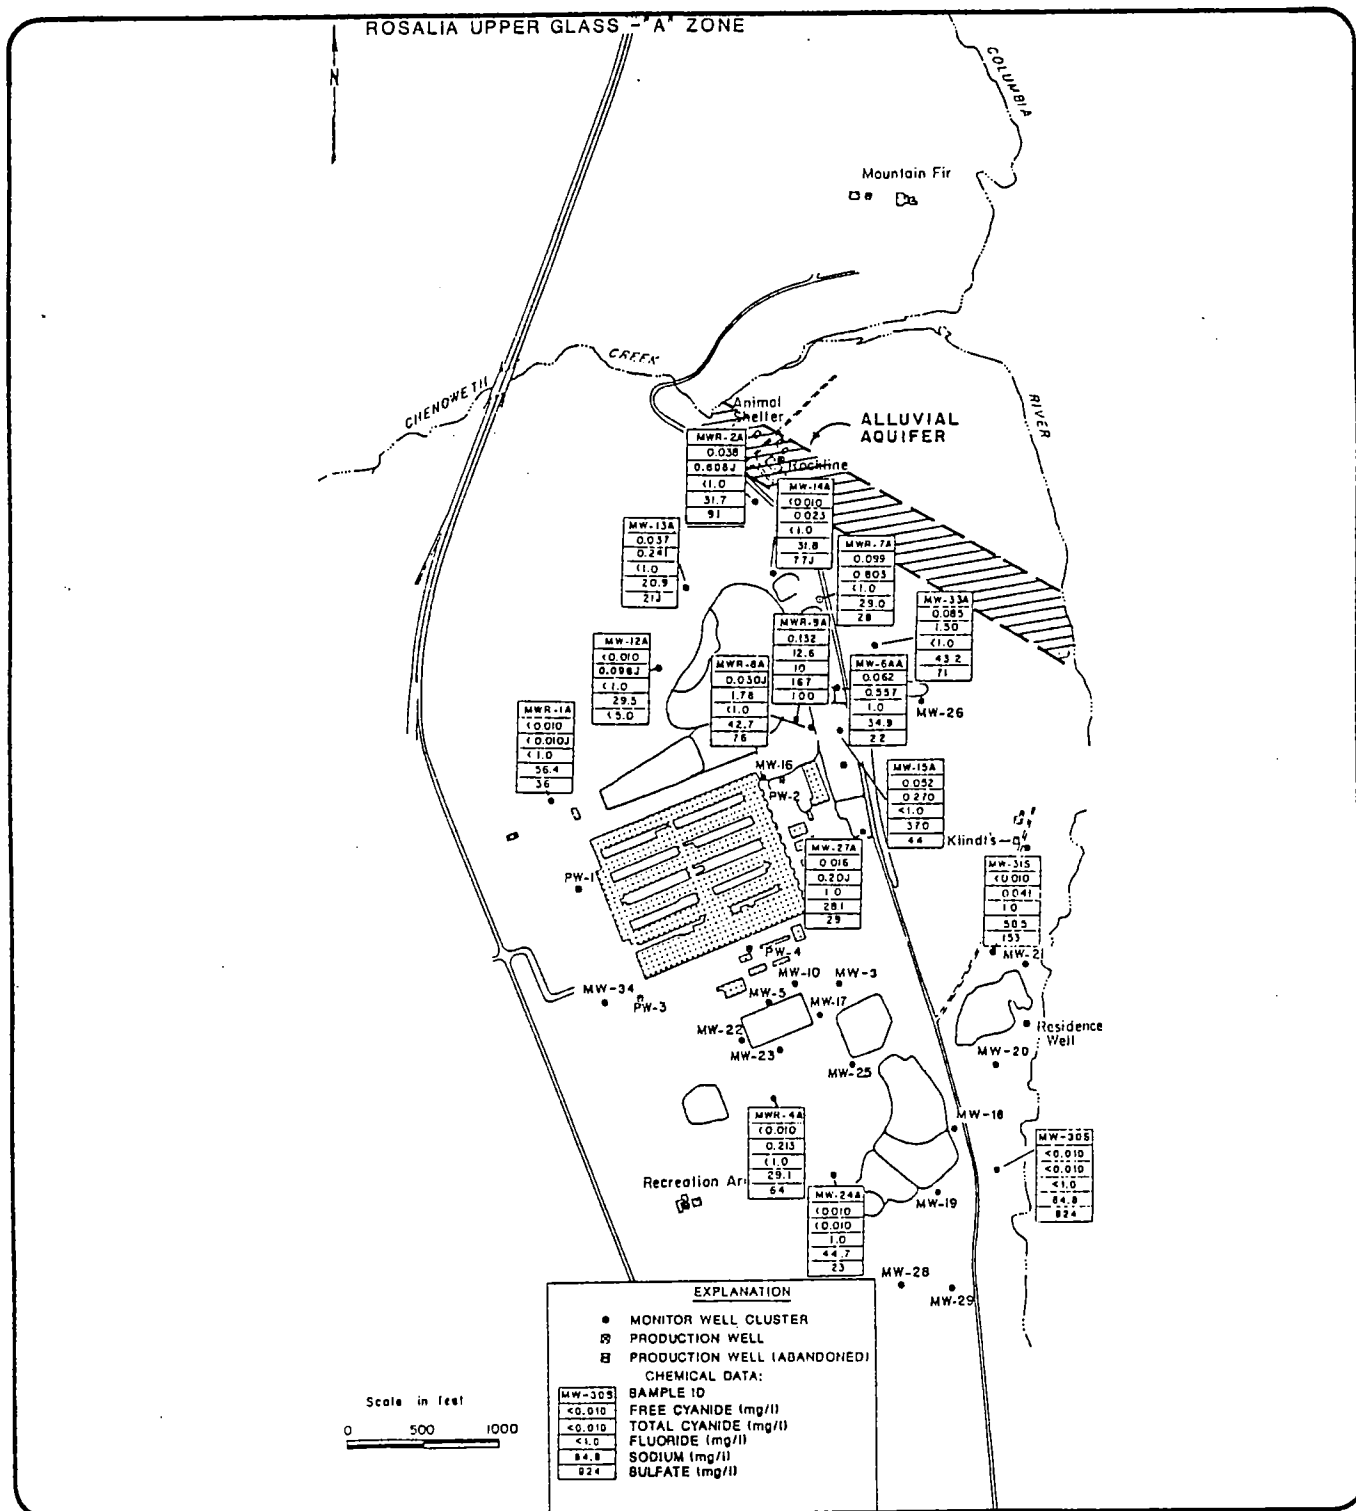 ROSALIA UPPER GLASS - "A" ZONE
N
COLUMBIA
Mountain Fir
CHENOWETH
CREEK
RIVER
Animal
Shelter
ALLUVIAL
AQUIFER
Rockline
MWR-2A
0.038
0.608J
<1.0
31.7
91
MW-14A
<0.010
0.023
<1.0
31.8
77J
MW-13A
0.037
0.241
<1.0
20.9
21J
MWR-7A
0.099
0.803
<1.0
29.0
28
MW-33A
0.085
1.50
<1.0
43.2
71
MWR-9A
0.132
12.6
10
167
100
MW-12A
<0.010
0.098J
<1.0
29.5
<5.0
MWR-8A
0.030J
1.78
<1.0
42.7
76
MW-6AA
0.062
0.557
1.0
34.9
22
MW-26
MWR-1A
<0.010
<0.010J
<1.0
56.4
36
MW-16
PW-2
MW-15A
0.052
0.270
<1.0
37.0
44
Klindt's
MW-27A
0.016
0.20J
1.0
28.1
29
MW-31S
<0.010
0.041
1.0
50.5
153
PW-1
PW-4
MW-21
MW-10
MW-3
MW-34
PW-3
MW-5
MW-17
Residence
Well
MW-22
MW-23
MW-25
MW-20
MW-18
MWR-4A
<0.010
0.213
<1.0
29.1
64
MW-30S
<0.010
<0.010
<1.0
84.8
824
Recreation Ar
MW-24A
<0.010
<0.010
1.0
44.7
23
MW-19
MW-28
MW-29
EXPLANATION
MONITOR WELL CLUSTER
PRODUCTION WELL
PRODUCTION WELL (ABANDONED)
CHEMICAL DATA:
MW-30S SAMPLE ID
<0.010 FREE CYANIDE (mg/l)
<0.010 TOTAL CYANIDE (mg/l)
<1.0 FLUORIDE (mg/l)
84.8 SODIUM (mg/l)
824 SULFATE (mg/l)
Scale in feet
0 500 1000